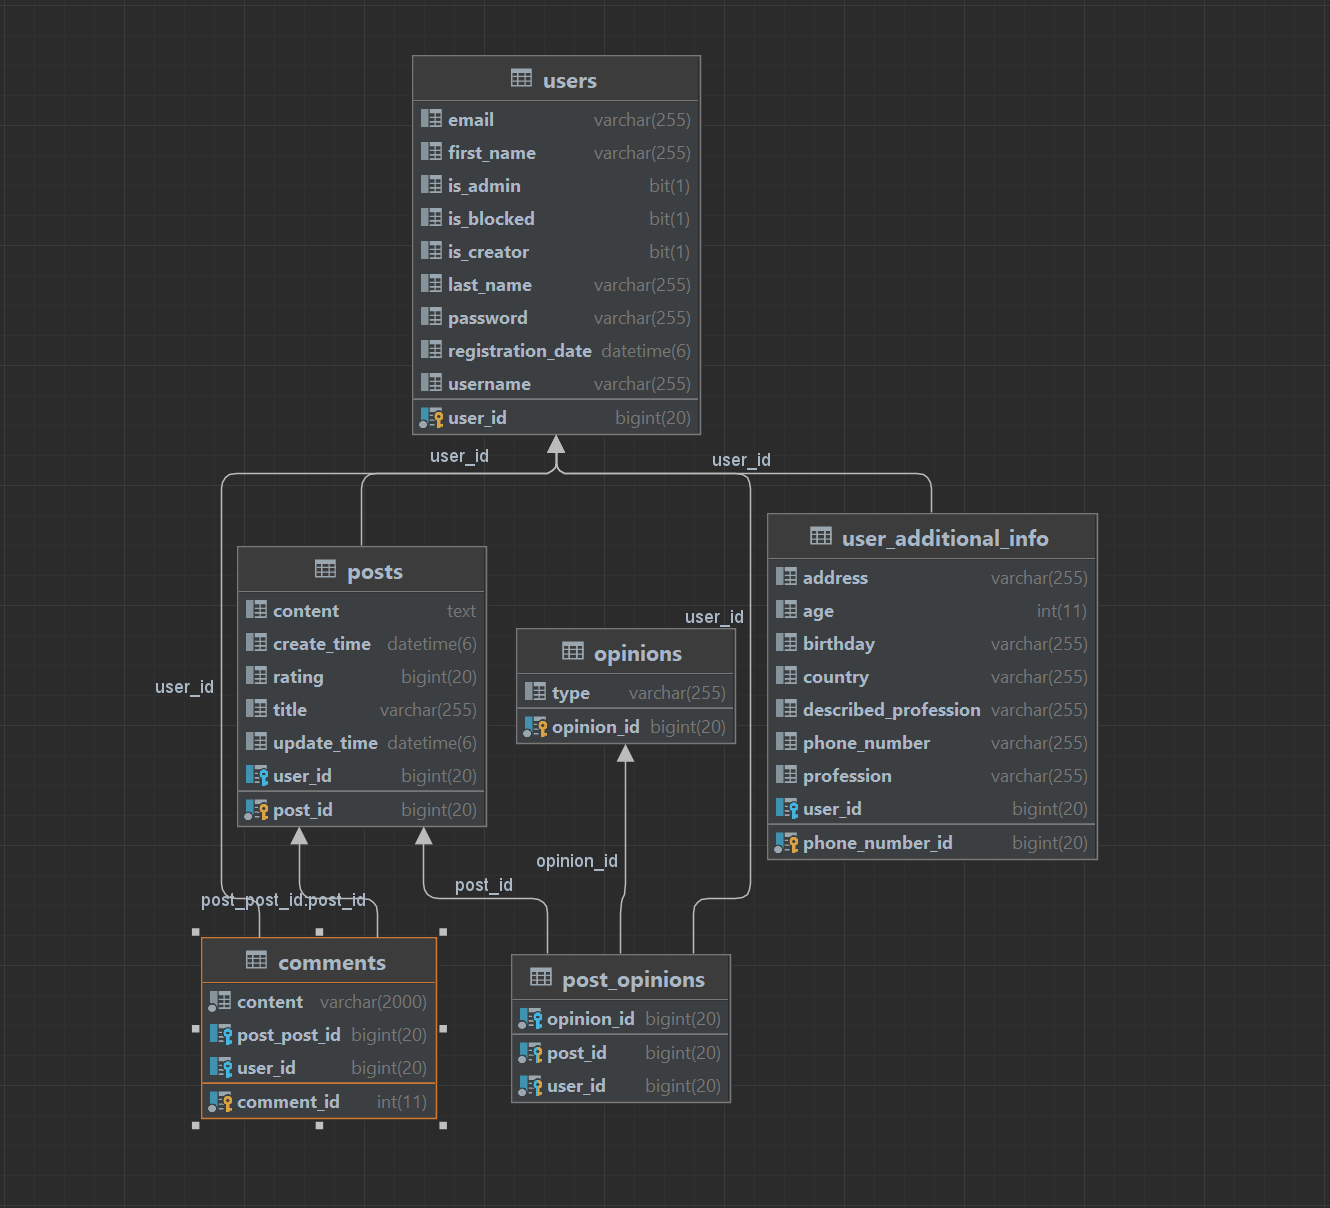 users
email varchar(255)
first_name varchar(255)
is_admin bit(1)
is_blocked bit(1)
is_creator bit(1)
last_name varchar(255)
password varchar(255)
registration_date datetime(6)
username varchar(255)
user_id bigint(20)
user_id
user_id
user_id
user_id
posts
content text
create_time datetime(6)
rating bigint(20)
title varchar(255)
update_time datetime(6)
user_id bigint(20)
post_id bigint(20)
opinions
type varchar(255)
opinion_id bigint(20)
user_additional_info
address varchar(255)
age int(11)
birthday varchar(255)
country varchar(255)
described_profession varchar(255)
phone_number varchar(255)
profession varchar(255)
user_id bigint(20)
phone_number_id bigint(20)
opinion_id
post_id
post_post_id:post_id
comments
content varchar(2000)
post_post_id bigint(20)
user_id bigint(20)
comment_id int(11)
post_opinions
opinion_id bigint(20)
post_id bigint(20)
user_id bigint(20)